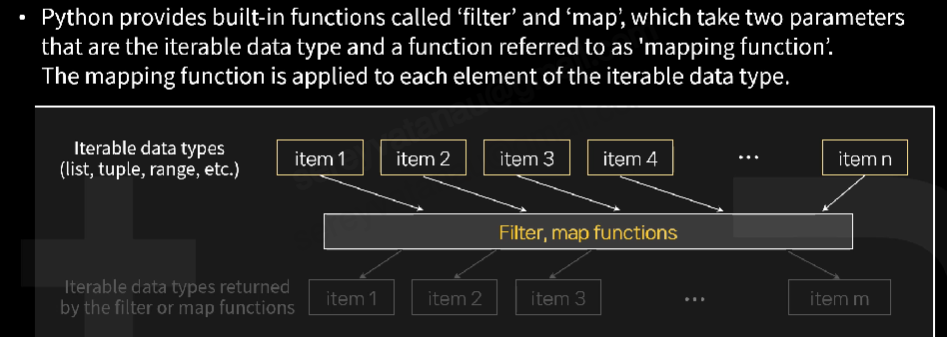 • Python provides built-in functions called ‘filter’ and ‘map’, which take two parameters
that are the iterable data type and a function referred to as 'mapping function’.
The mapping function is applied to each element of the iterable data type.
Iterable data types
(list, tuple, range, etc.)
item 1 item 2 item 3 item 4 ... item n
Filter, map functions
Iterable data types returned
by the filter or map functions
item 1 item 2 item 3 ... item m